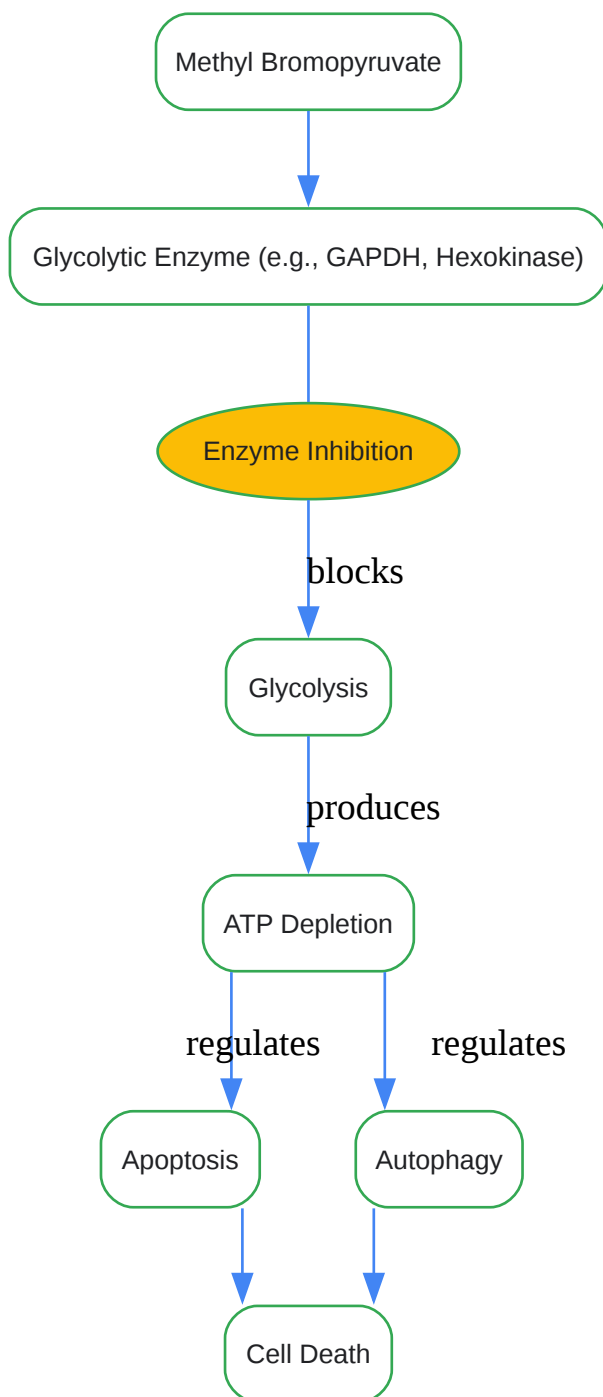 Methyl Bromopyruvate
Glycolytic Enzyme (e.g., GAPDH, Hexokinase)
Enzyme Inhibition
blocks
Glycolysis
produces
ATP Depletion
regulates
regulates
Apoptosis
Autophagy
Cell Death